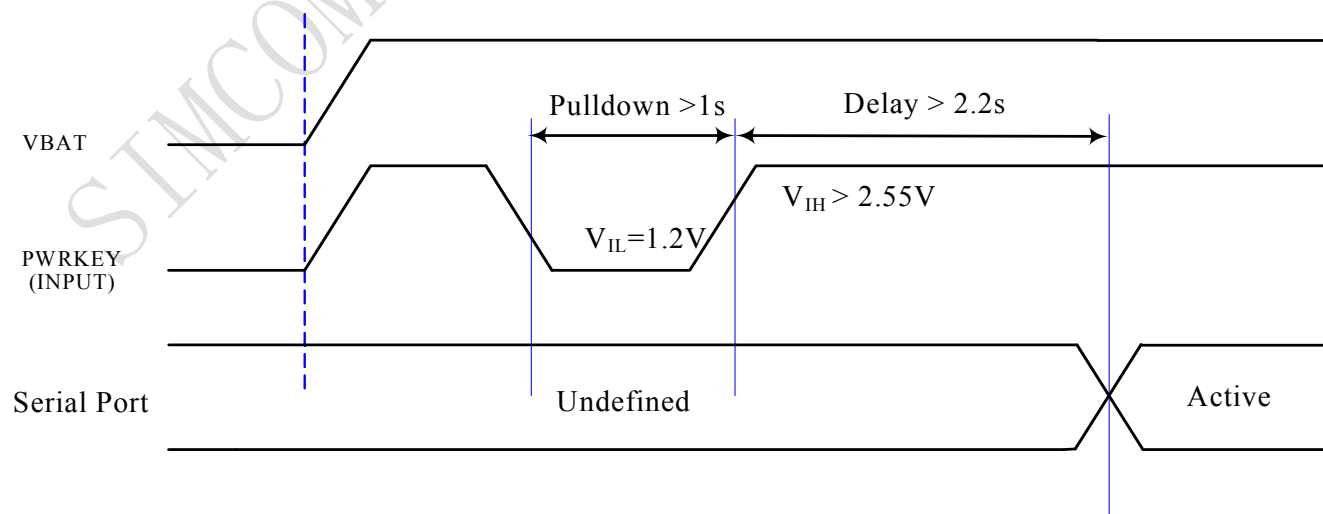 SIMCOM
Pulldown >1s
Delay > 2.2s
VBAT
V_IH > 2.55V
V_IL=1.2V
PWRKEY
(INPUT)
Serial Port
Undefined
Active